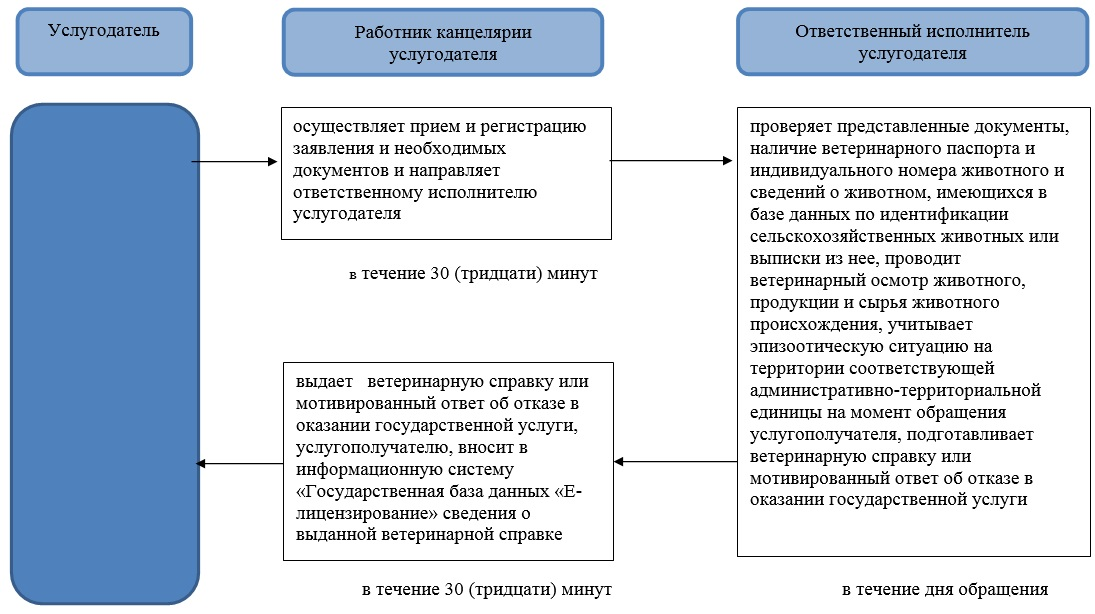 Услугодатель
Работник канцелярии
услугодателя
Ответственный исполнитель
услугодателя
осуществляет прием и регистрацию
заявления и необходимых
документов и направляет
ответственному исполнителю
услугодателя
в течение 30 (тридцати) минут
проверяет представленные документы,
наличие ветеринарного паспорта и
индивидуального номера животного и
сведений о животном, имеющихся в
базе данных по идентификации
сельскохозяйственных животных или
выписки из нее, проводит
ветеринарный осмотр животного,
продукции и сырья животного
происхождения, учитывает
эпизоотическую ситуацию на
территории соответствующей
административно-территориальной
единицы на момент обращения
услугополучателя, подготавливает
ветеринарную справку или
мотивированный ответ об отказе в
оказании государственной услуги
в течение дня обращения
выдает ветеринарную справку или
мотивированный ответ об отказе в
оказании государственной услуги,
услугополучателю, вносит в
информационную систему
«Государственная база данных «Е-
лицензирование» сведения о
выданной ветеринарной справке
в течение 30 (тридцати) минут